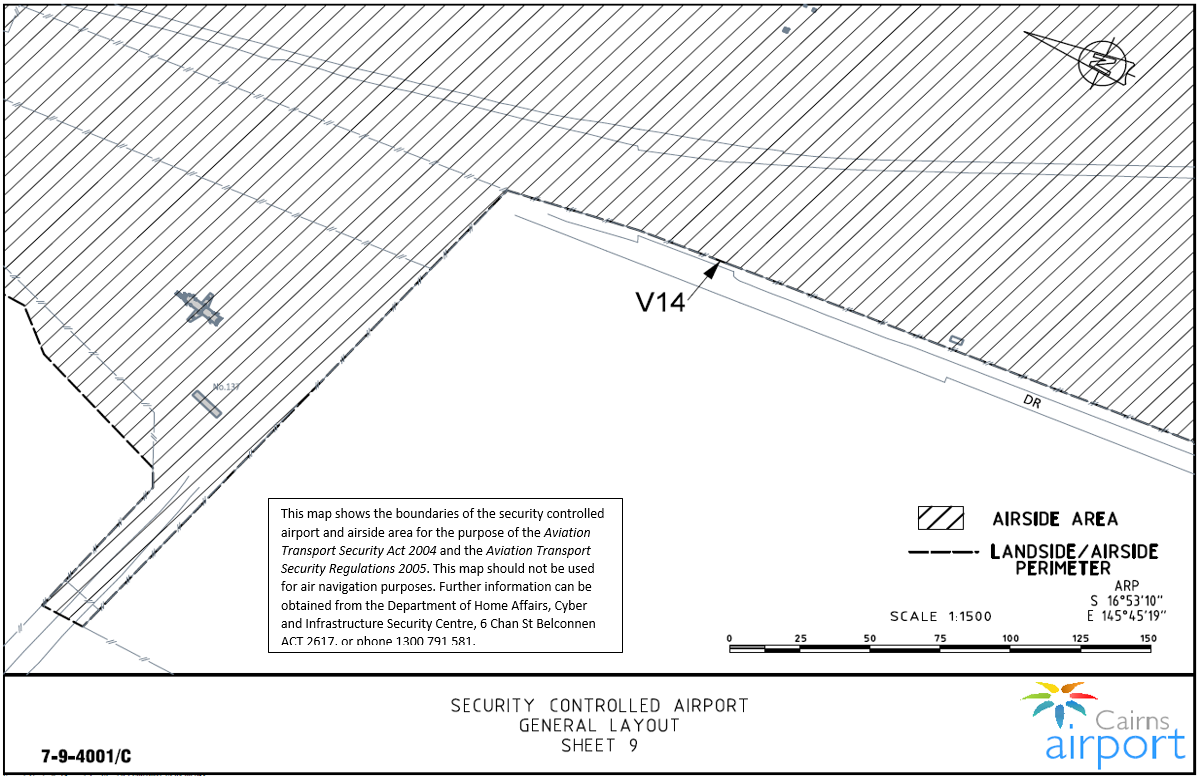 N
V14
No.137
DR
This map shows the boundaries of the security controlled
airport and airside area for the purpose of the Aviation
Transport Security Act 2004 and the Aviation Transport
Security Regulations 2005. This map should not be used
for air navigation purposes. Further information can be
obtained from the Department of Home Affairs, Cyber
and Infrastructure Security Centre, 6 Chan St Belconnen
ACT 2617, or phone 1300 791 581.
AIRSIDE AREA
LANDSIDE/AIRSIDE
PERIMETER
ARP
S 16°53'10"
E 145°45'19"
SCALE 1:1500
0 25 50 75 100 125 150
SECURITY CONTROLLED AIRPORT
GENERAL LAYOUT
SHEET 9
7-9-4001/C
Cairns
airport